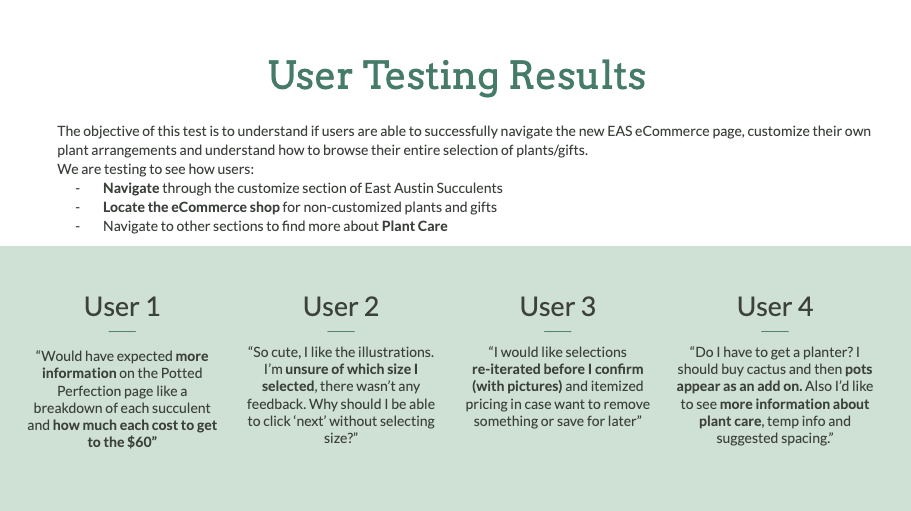 User Testing Results
The objective of this test is to understand if users are able to successfully navigate the new EAS eCommerce page, customize their own
plant arrangements and understand how to browse their entire selection of plants/gifts.
We are testing to see how users:
- Navigate through the customize section of East Austin Succulents
- Locate the eCommerce shop for non-customized plants and gifts
- Navigate to other sections to find more about Plant Care
User 1
“Would have expected more
information on the Potted
Perfection page like a
breakdown of each succulent
and how much each cost to get
to the $60”
User 2
“So cute, I like the illustrations.
I’m unsure of which size I
selected, there wasn’t any
feedback. Why should I be able
to click ‘next’ without selecting
size?”
User 3
“I would like selections
re-iterated before I confirm
(with pictures) and itemized
pricing in case want to remove
something or save for later”
User 4
“Do I have to get a planter? I
should buy cactus and then pots
appear as an add on. Also I’d like
to see more information about
plant care, temp info and
suggested spacing.”